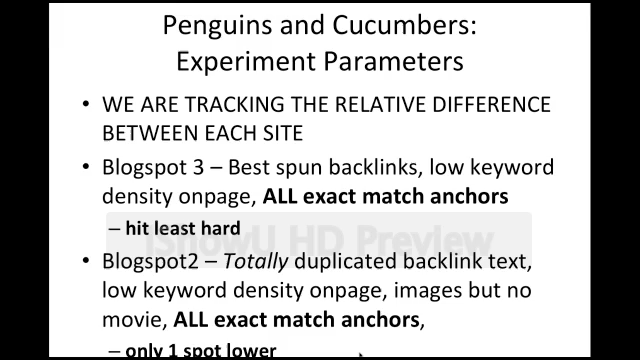 Penguins and Cucumbers:
Experiment Parameters
• WE ARE TRACKING THE RELATIVE DIFFERENCE
BETWEEN EACH SITE
• Blogspot 3 – Best spun backlinks, low keyword
density onpage, ALL exact match anchors
– hit least hard
iShowU HD Preview
• Blogspot2 – Totally duplicated backlink text,
low keyword density onpage, images but no
movie, ALL exact match anchors,
– only 1 spot lower